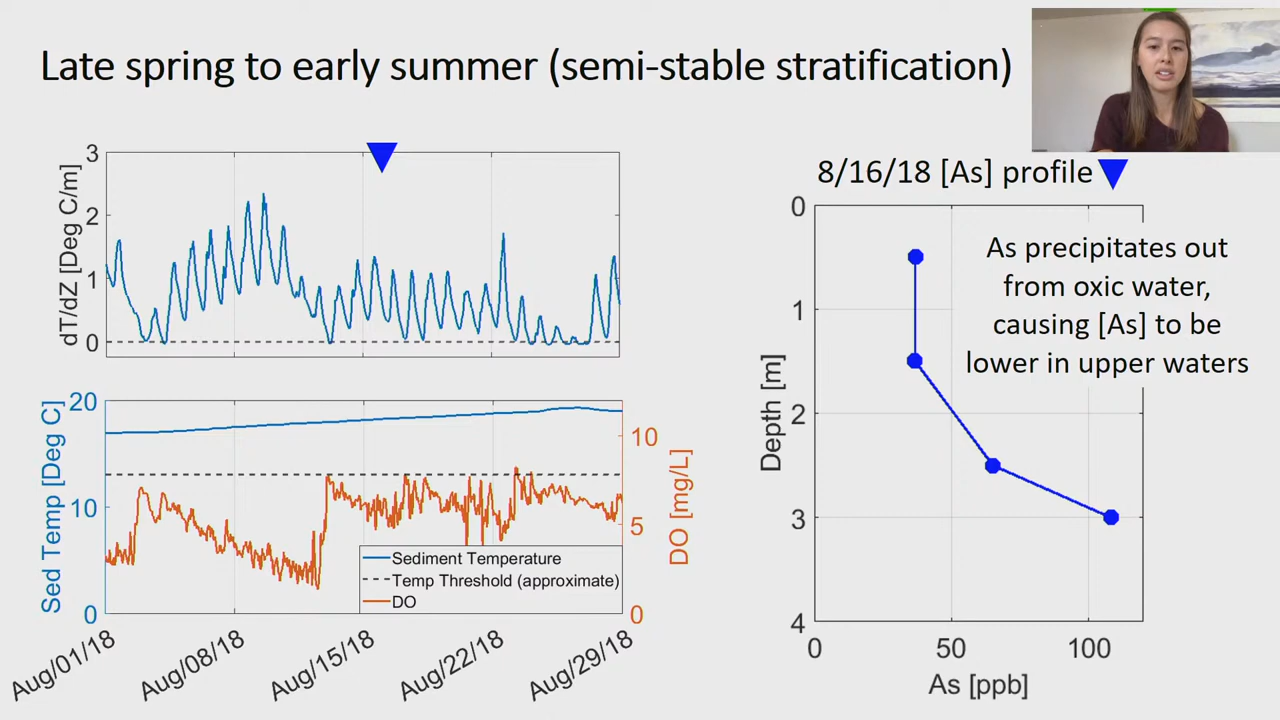 Late spring to early summer (semi-stable stratification)
3
2
1
0
dT/dZ [Deg C/m]
20
10
0
Sed Temp [Deg C]
10
5
0
DO [mg/L]
Sediment Temperature
Temp Threshold (approximate)
DO
Aug/01/18
Aug/08/18
Aug/15/18
Aug/22/18
Aug/29/18
8/16/18 [As] profile
As precipitates out
from oxic water,
causing [As] to be
lower in upper waters
0
1
2
3
4
Depth [m]
0
50
100
As [ppb]